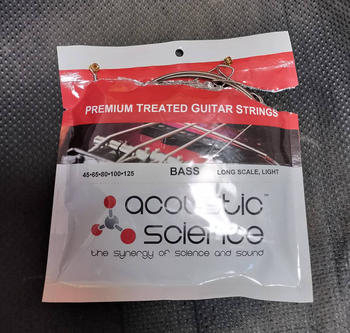 PREMIUM TREATED GUITAR STRINGS
45•65•80•100•125 BASS LONG SCALE, LIGHT
acoustic™
science
the synergy of science and sound